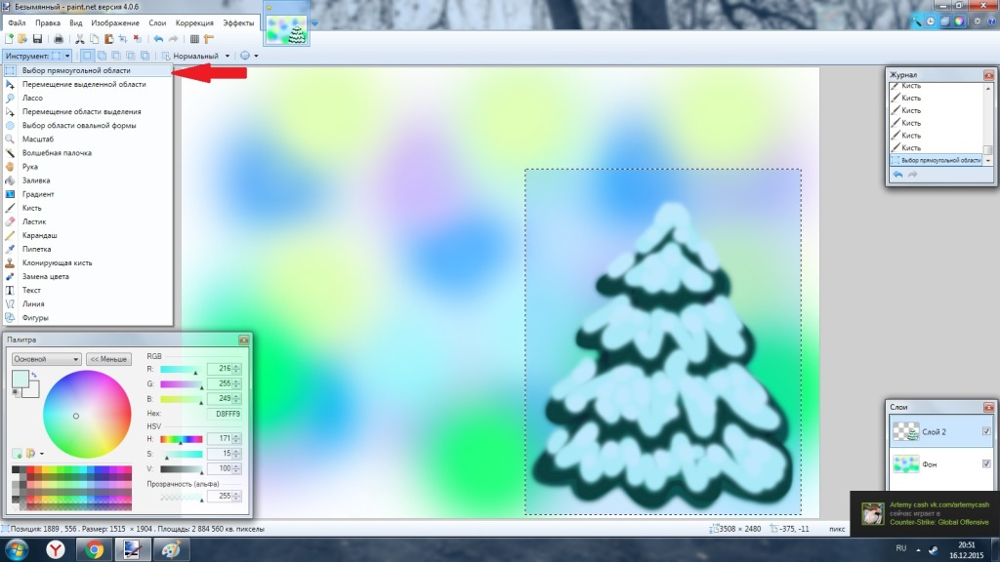 Безымянный - paint.net версия 4.0.6
Файл Правка Вид Изображение Слои Коррекция Эффекты
Инструмент: Нормальный
Выбор прямоугольной области
Перемещение выделенной области
Лассо
Перемещение области выделения
Выбор области овальной формы
Масштаб
Волшебная палочка
Рука
Заливка
Градиент
Кисть
Ластик
Карандаш
Пипетка
Клонирующая кисть
Замена цвета
Текст
Линия
Фигуры
Журнал
Кисть
Кисть
Кисть
Кисть
Кисть
Кисть
Выбор прямоугольной области
Палитра
Основной << Меньше
RGB
R: 216
G: 255
B: 249
Hex: D8FFF9
HSV
H: 171
S: 15
V: 100
Прозрачность (альфа)
255
Слои
Слой 2
Фон
Artemy cash vk.com/artemycash
сейчас играет в
Counter-Strike: Global Offensive
Позиция: 1889 , 556 . Размер: 1515 × 1904 . Площадь: 2 884 560 кв. пикселы
3508 × 2480 -375, -11 пикс
RU 20:51
16.12.2015